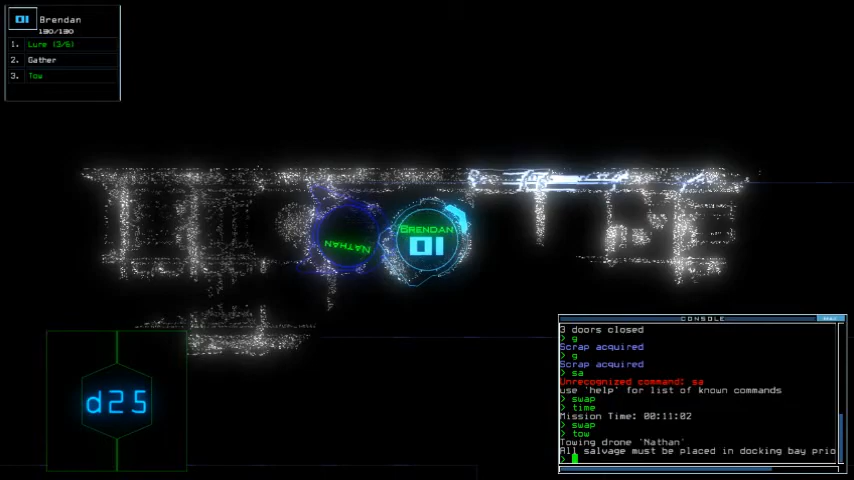 01 Brendan
180/180
1. Lure (3/6)
2. Gather
3. Tow
NATHAN
BRENDAN
01
d25
CONSOLE
3 doors closed
> g
Scrap acquired
> g
Scrap acquired
> sa
Unrecognized command: sa
use 'help' for list of known commands
> swap
> time
Mission Time: 00:11:02
> swap
> tow
Towing drone 'Nathan'
All salvage must be placed in docking bay prio
>